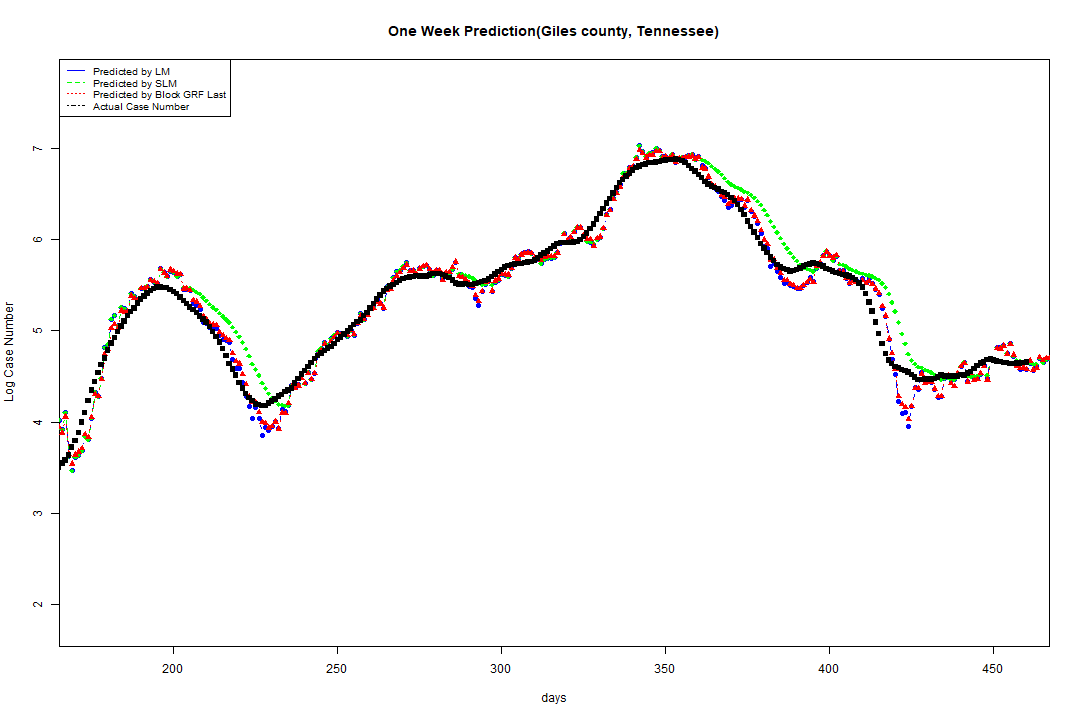 One Week Prediction(Giles county, Tennessee)
Predicted by LM
Predicted by SLM
Predicted by Block GRF Last
Actual Case Number
Log Case Number
7
6
5
4
3
2
200 250 300 350 400 450
days